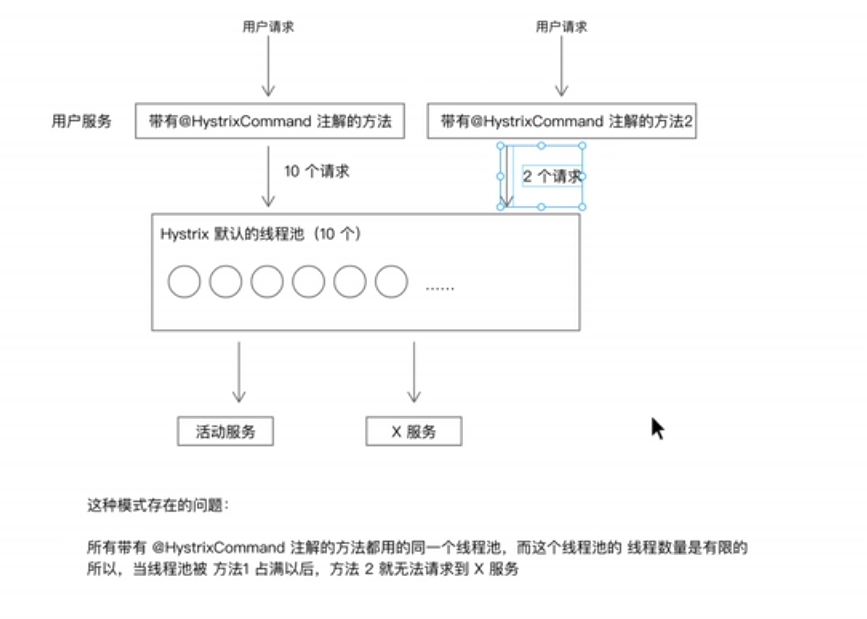 用户请求
用户请求
用户服务
带有@HystrixCommand 注解的方法
带有@HystrixCommand 注解的方法2
10 个请求
2 个请求
Hystrix 默认的线程池（10 个）
......
活动服务
X 服务
这种模式存在的问题：
所有带有 @HystrixCommand 注解的方法都用的同一个线程池，而这个线程池的 线程数量是有限的
所以，当线程池被 方法1 占满以后，方法 2 就无法请求到 X 服务